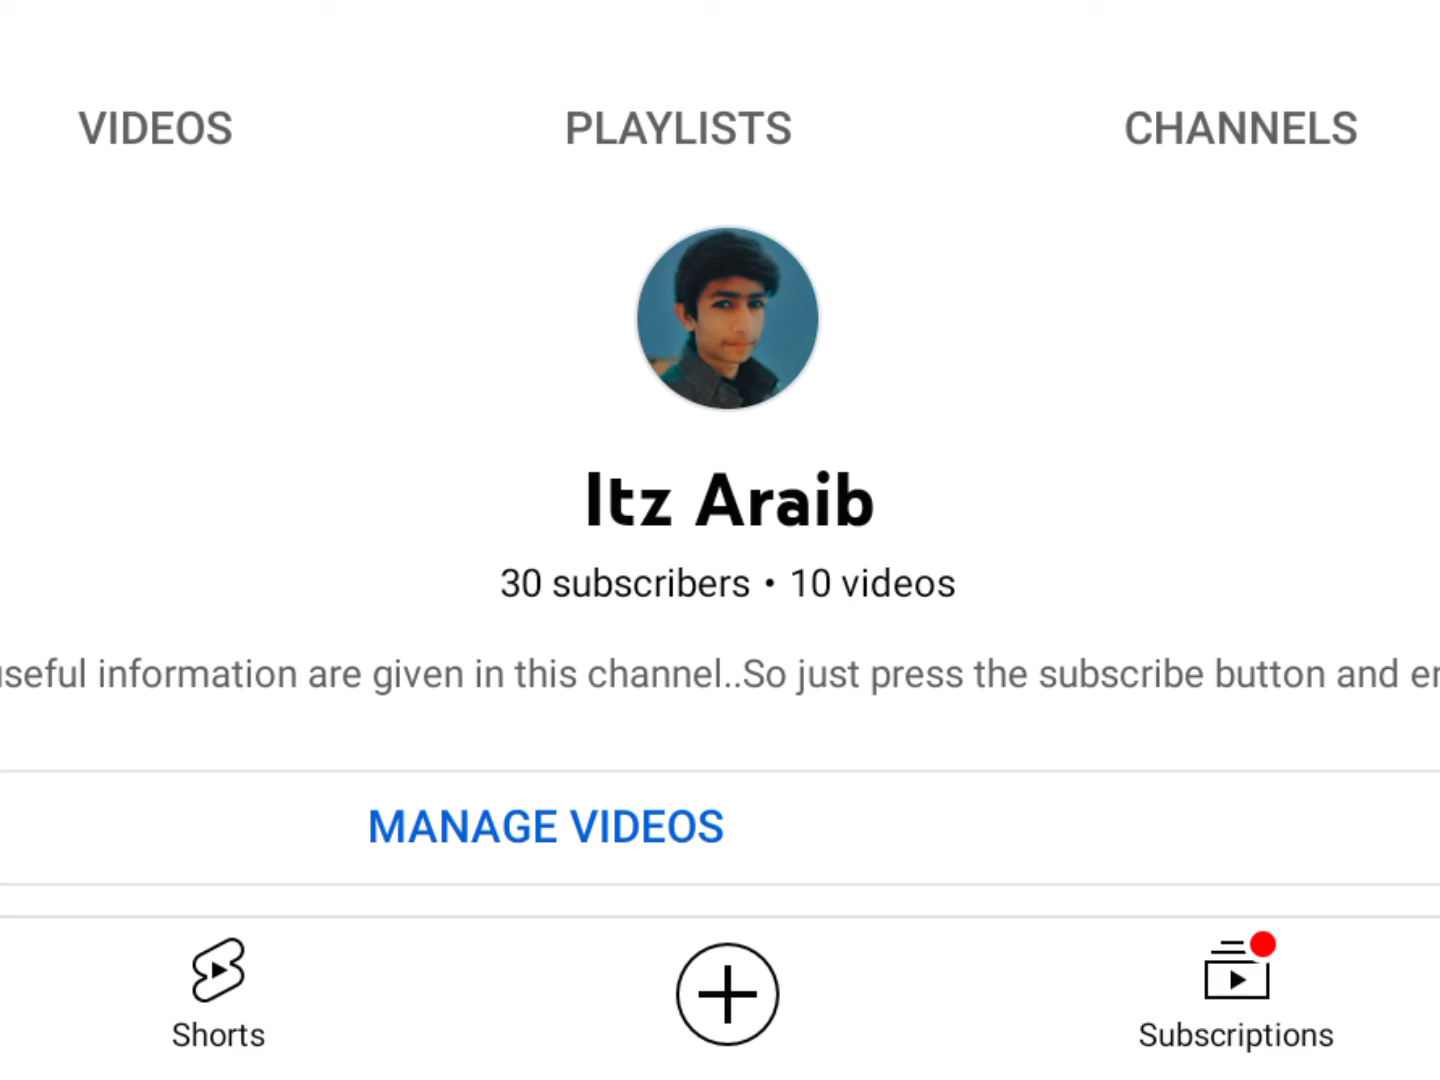 VIDEOS PLAYLISTS CHANNELS
Itz Araib
30 subscribers • 10 videos
useful information are given in this channel..So just press the subscribe button and
MANAGE VIDEOS
Shorts Subscriptions